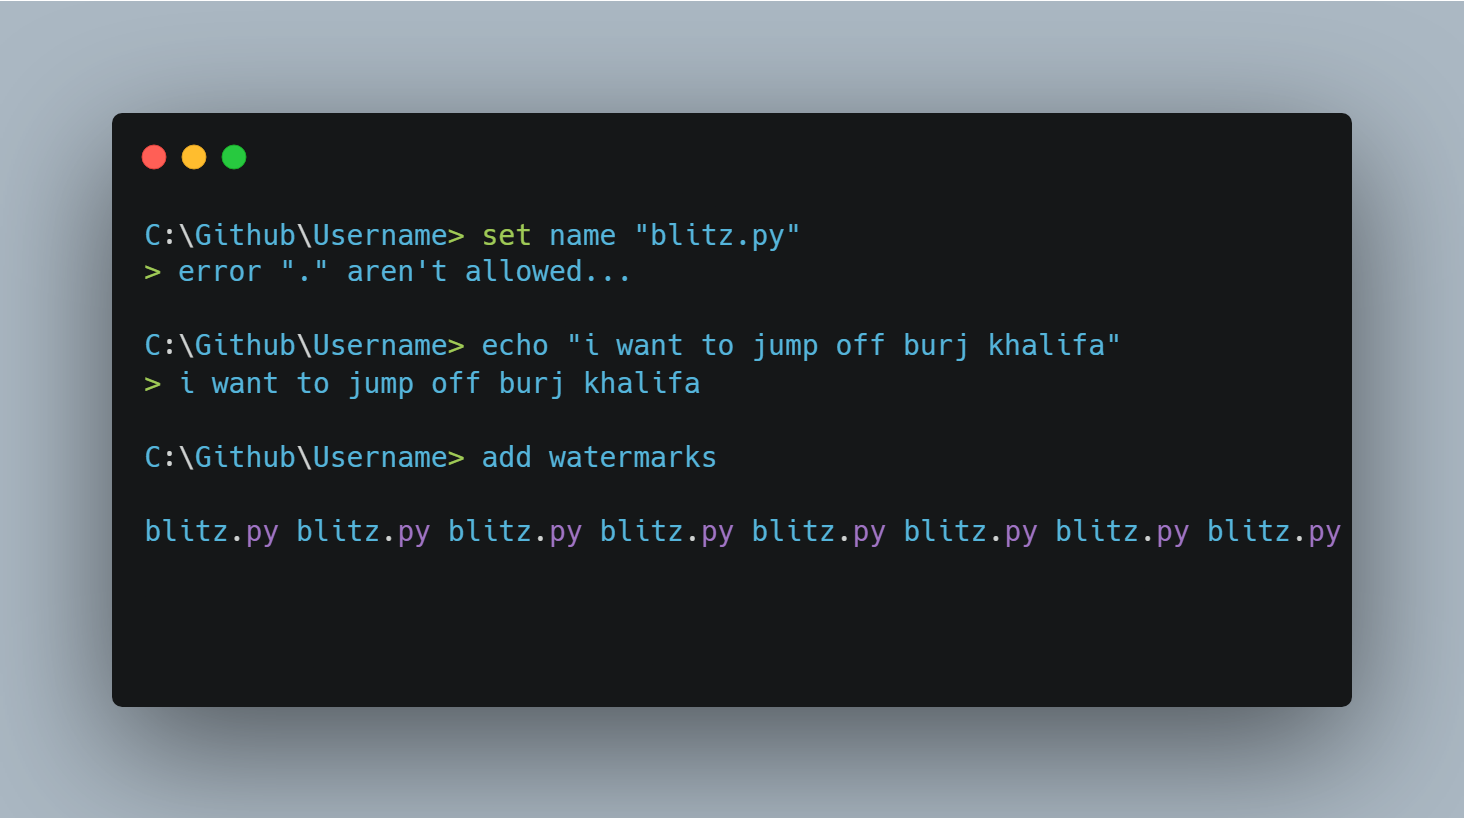 C:\Github\Username> set name "blitz.py"
> error "." aren't allowed...
C:\Github\Username> echo "i want to jump off burj khalifa"
> i want to jump off burj khalifa
C:\Github\Username> add watermarks
blitz.py blitz.py blitz.py blitz.py blitz.py blitz.py blitz.py blitz.py